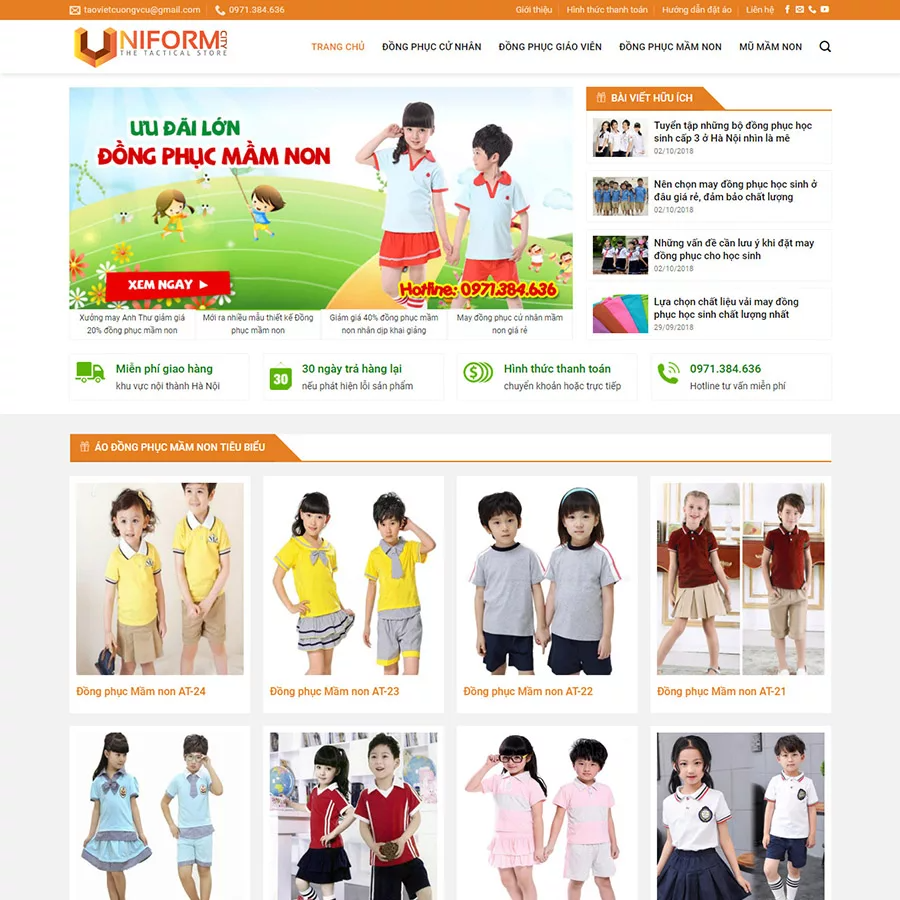 taovietcuongvcu@gmail.com
0971.384.636
Giới thiệu
Hình thức thanh toán
Hướng dẫn đặt áo
Liên hệ
UNIFORM CITY
THE TACTICAL STORE
TRANG CHỦ
ĐỒNG PHỤC CỬ NHÂN
ĐỒNG PHỤC GIÁO VIÊN
ĐỒNG PHỤC MẦM NON
MŨ MẦM NON
ƯU ĐÃI LỚN
ĐỒNG PHỤC MẦM NON
XEM NGAY
Hotline: 0971.384.636
Xưởng may Anh Thư giảm giá
20% đồng phục mầm non
Mời ra nhiều mẫu thiết kế Đồng
phục mầm non
Giảm giá 40% đồng phục mầm
non nhân dịp khai giảng
May đồng phục cử nhân mầm
non giá rẻ
BÀI VIẾT HỮU ÍCH
Tuyển tập những bộ đồng phục học
sinh cấp 3 ở Hà Nội nhìn là mê
02/10/2018
Nên chọn may đồng phục học sinh ở
đâu giá rẻ, đảm bảo chất lượng
02/10/2018
Những vấn đề cần lưu ý khi đặt may
đồng phục cho học sinh
02/10/2018
Lựa chọn chất liệu vải may đồng
phục học sinh chất lượng nhất
29/09/2018
Miễn phí giao hàng
khu vực nội thành Hà Nội
30
30 ngày trả hàng lại
nếu phát hiện lỗi sản phẩm
Hình thức thanh toán
chuyển khoản hoặc trực tiếp
0971.384.636
Hotline tư vấn miễn phí
ÁO ĐỒNG PHỤC MẦM NON TIÊU BIỂU
Đồng phục Mầm non AT-24
Đồng phục Mầm non AT-23
Đồng phục Mầm non AT-22
Đồng phục Mầm non AT-21